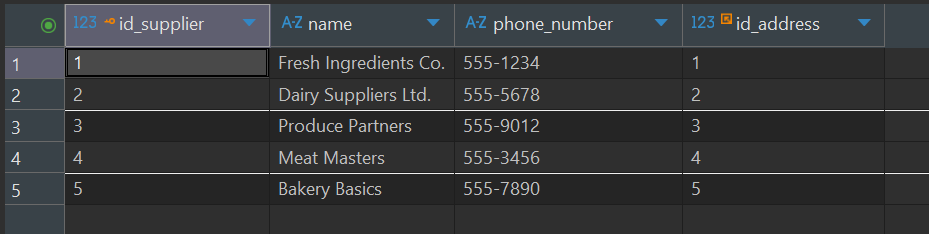 123 id_supplier A-Z name A-Z phone_number 123 id_address
1 1 Fresh Ingredients Co. 555-1234 1
2 2 Dairy Suppliers Ltd. 555-5678 2
3 3 Produce Partners 555-9012 3
4 4 Meat Masters 555-3456 4
5 5 Bakery Basics 555-7890 5